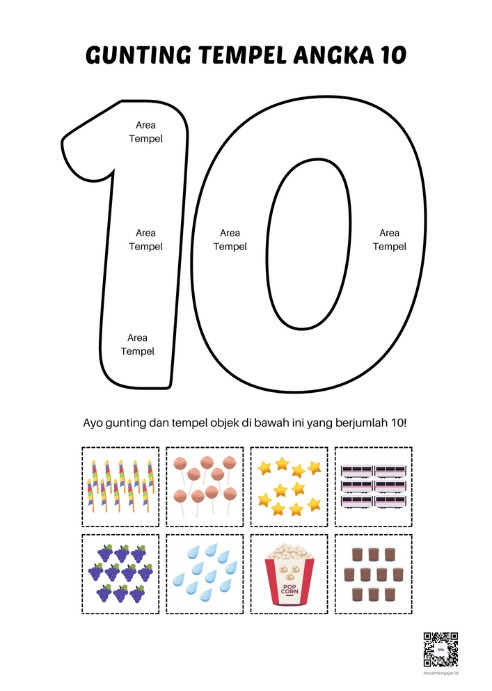 GUNTING TEMPEL ANGKA 10
10
Area
Tempel
Area
Tempel
Area
Tempel
Area
Tempel
Area
Tempel
Ayo gunting dan tempel objek di bawah ini yang berjumlah 10!
POP
CORN